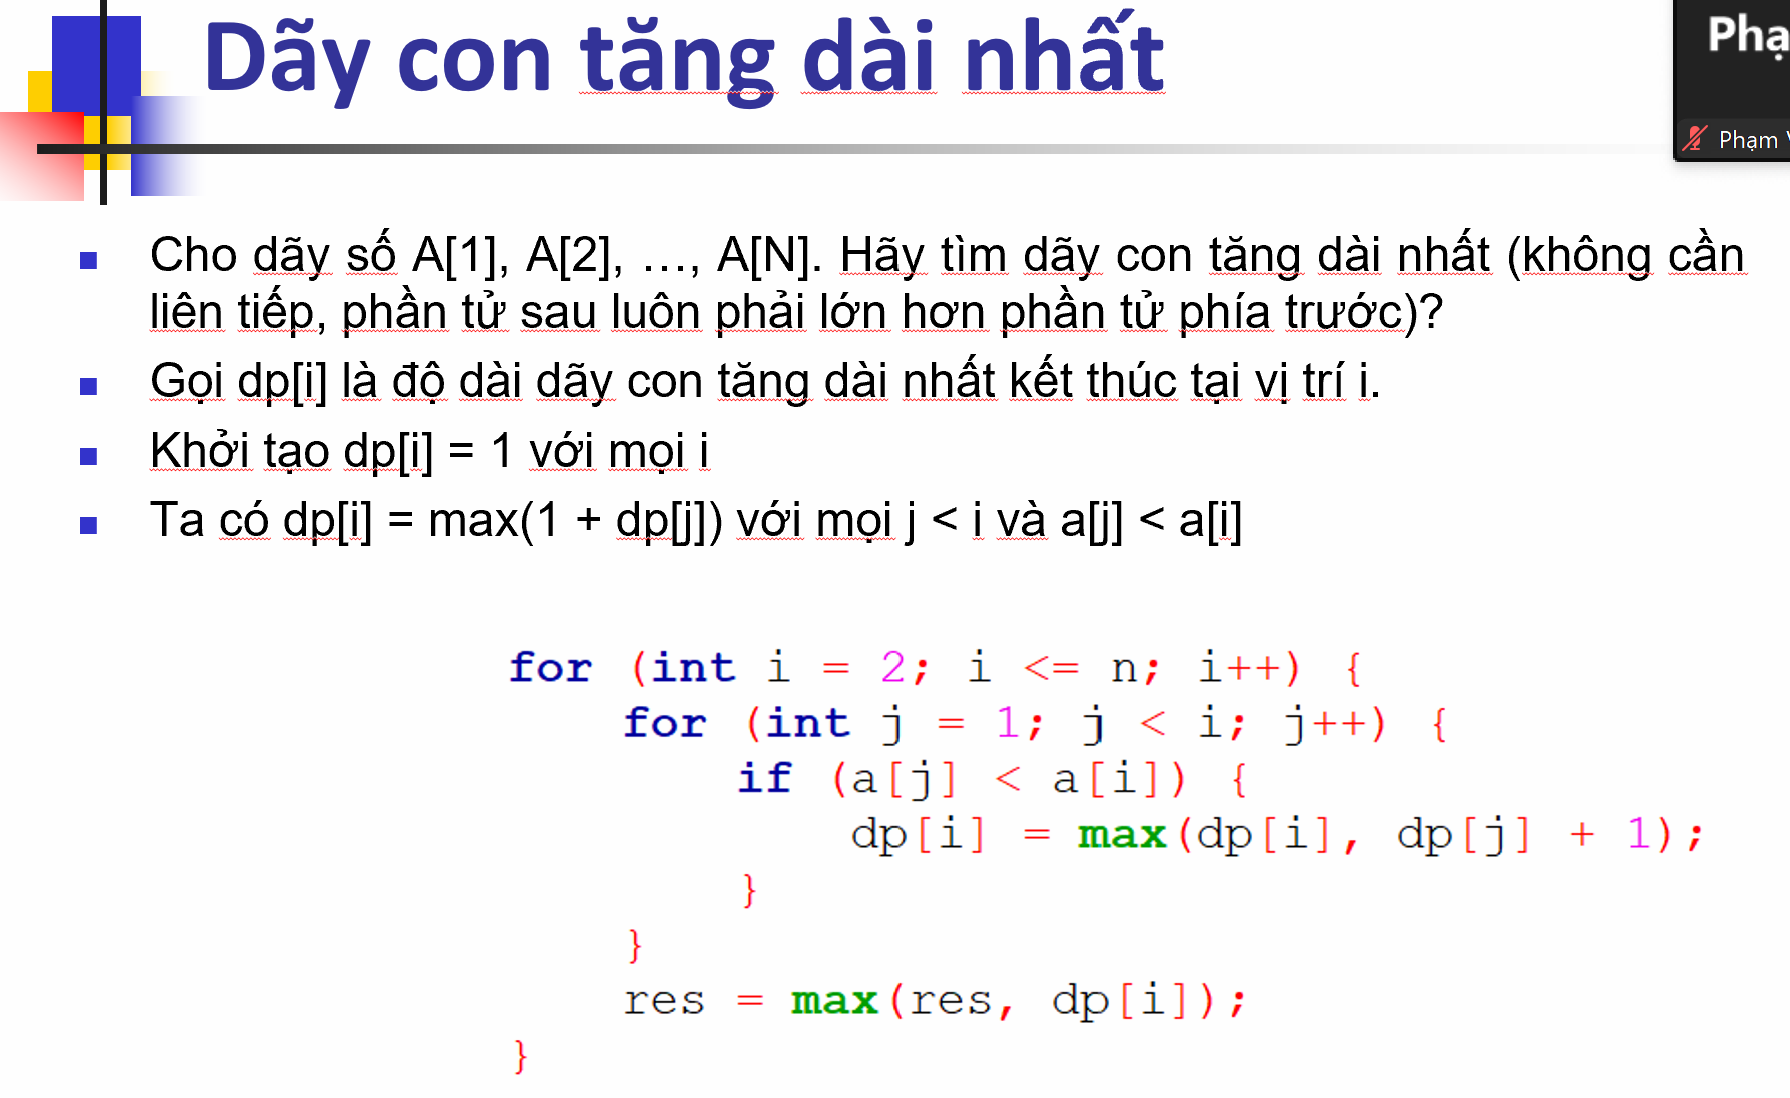 Dãy con tăng dài nhất
Phạ
Phạm
Cho dãy số A[1], A[2], …, A[N]. Hãy tìm dãy con tăng dài nhất (không cần
liên tiếp, phần tử sau luôn phải lớn hơn phần tử phía trước)?
Gọi dp[i] là độ dài dãy con tăng dài nhất kết thúc tại vị trí i.
Khởi tạo dp[i] = 1 với mọi i
Ta có dp[i] = max(1 + dp[j]) với mọi j < i và a[j] < a[i]
for (int i = 2; i <= n; i++) {
for (int j = 1; j < i; j++) {
if (a[j] < a[i]) {
dp[i] = max(dp[i], dp[j] + 1);
}
}
res = max(res, dp[i]);
}